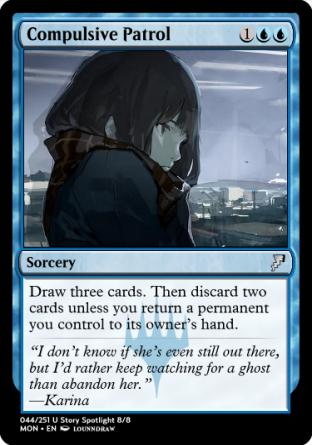 Compulsive Patrol 1
Sorcery
Draw three cards. Then discard two
cards unless you return a permanent
you control to its owner's hand.
“I don't know if she's even still out there,
but I'd rather keep watching for a ghost
than abandon her.”
—Karina
044/251 U Story Spotlight 8/8
MON • EN LOUNDRAW